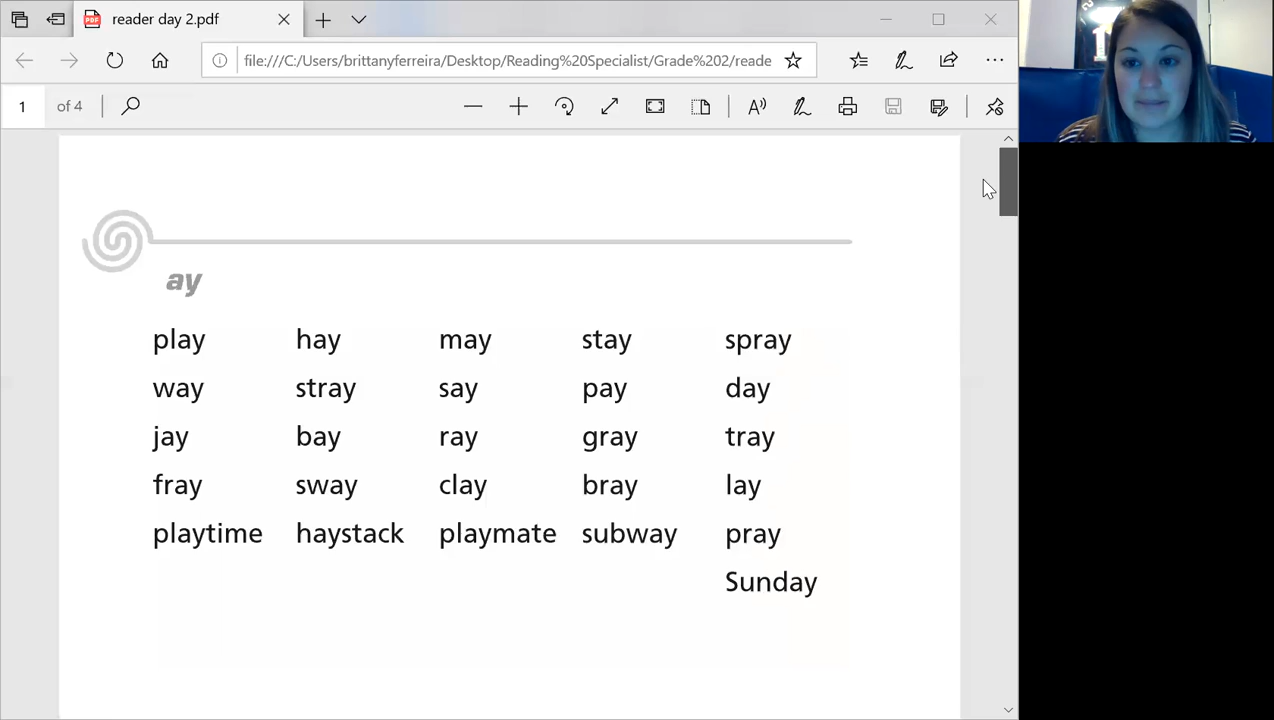 reader day 2.pdf
file:///C:/Users/brittanyferreira/Desktop/Reading%20Specialist/Grade%202/reade
1 of 4
ay
play hay may stay spray
way stray say pay day
jay bay ray gray tray
fray sway clay bray lay
playtime haystack playmate subway pray
Sunday